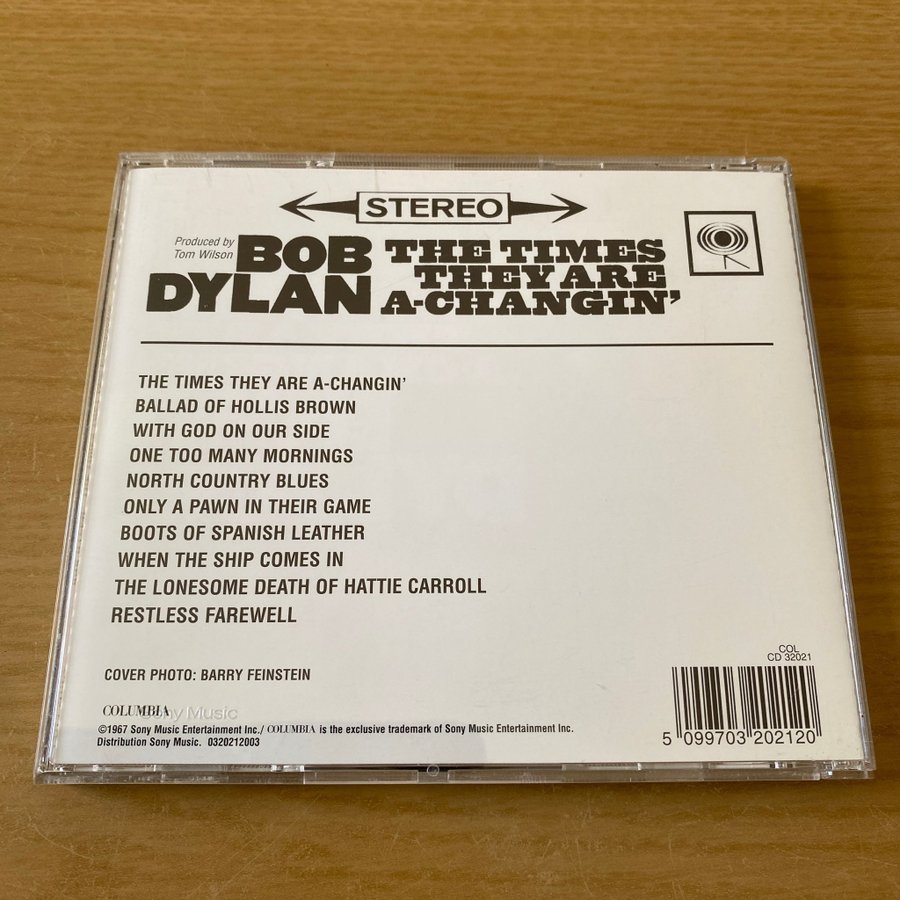 STEREO
Produced by
Tom Wilson
BOB
DYLAN
THE TIMES
THEY ARE
A-CHANGIN'
THE TIMES THEY ARE A-CHANGIN'
BALLAD OF HOLLIS BROWN
WITH GOD ON OUR SIDE
ONE TOO MANY MORNINGS
NORTH COUNTRY BLUES
ONLY A PAWN IN THEIR GAME
BOOTS OF SPANISH LEATHER
WHEN THE SHIP COMES IN
THE LONESOME DEATH OF HATTIE CARROLL
RESTLESS FAREWELL
COVER PHOTO: BARRY FEINSTEIN
COL
CD 32021
COLUMBIA Sony Music
©1967 Sony Music Entertainment Inc./ COLUMBIA is the exclusive trademark of Sony Music Entertainment Inc.
Distribution Sony Music. 0320212003
5 099703 202120